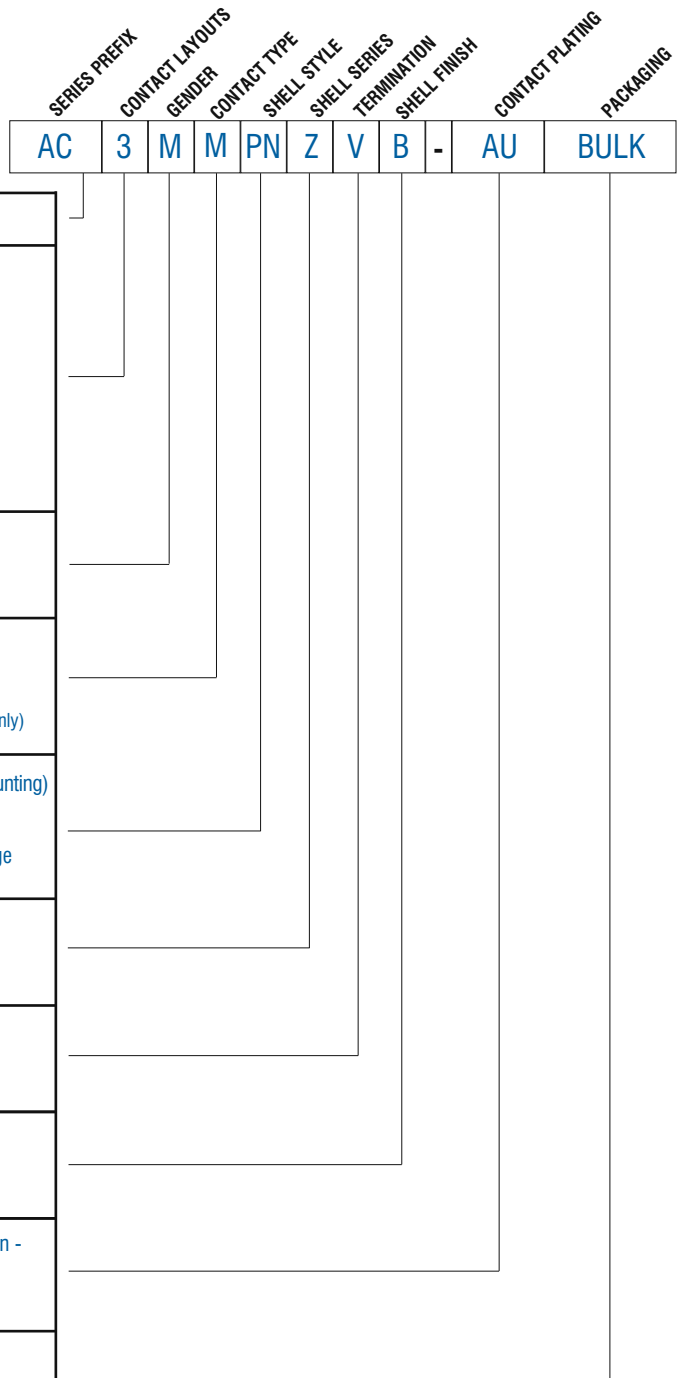 SERIES PREFIX
CONTACT LAYOUTS
GENDER
CONTACT TYPE
SHELL STYLE
SHELL SERIES
TERMINATION
SHELL FINISH
CONTACT PLATING
PACKAGING
AC 3 M M PN Z V B - AU BULK
nly)
unting)
ge
n -